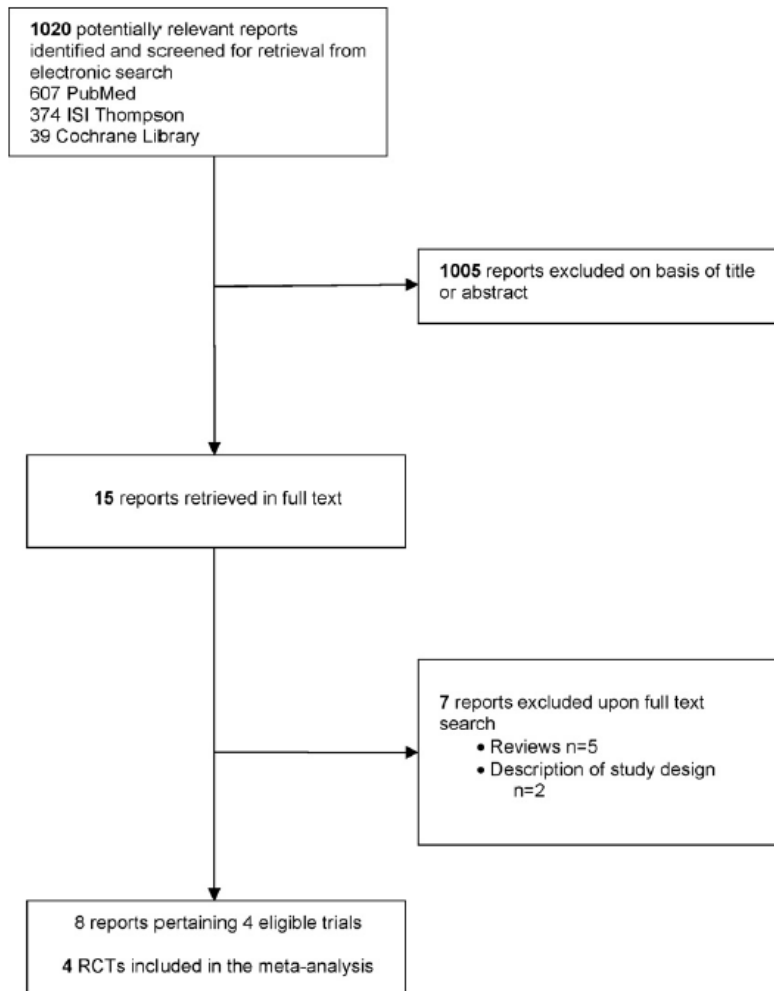 1020 potentially relevant reports
identified and screened for retrieval from
electronic search
607 PubMed
374 ISI Thompson
39 Cochrane Library
1005 reports excluded on basis of title
or abstract
15 reports retrieved in full text
7 reports excluded upon full text
search
• Reviews n=5
• Description of study design
n=2
8 reports pertaining 4 eligible trials
4 RCTs included in the meta-analysis